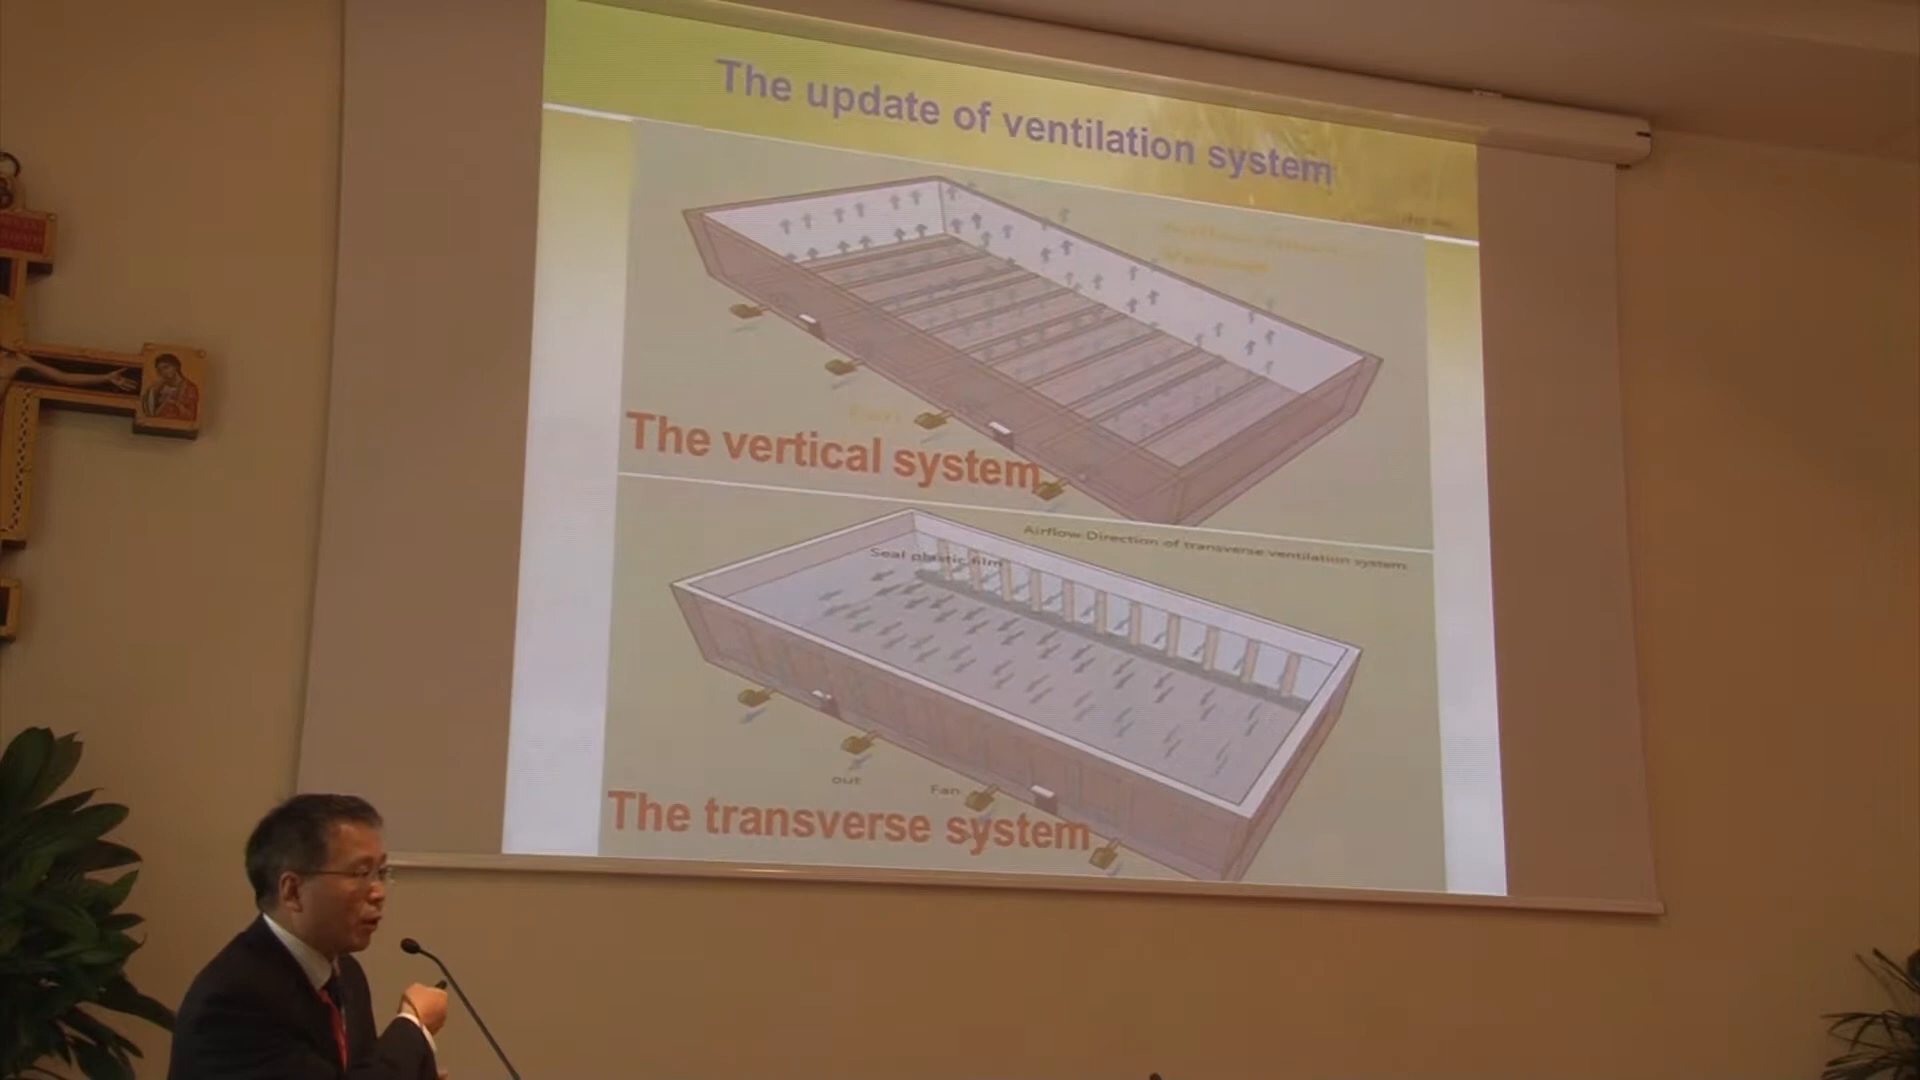 The update of ventilation system
The vertical system
Airflow Direction of transverse ventilation system
Seal plastic film
out
Fan
The transverse system